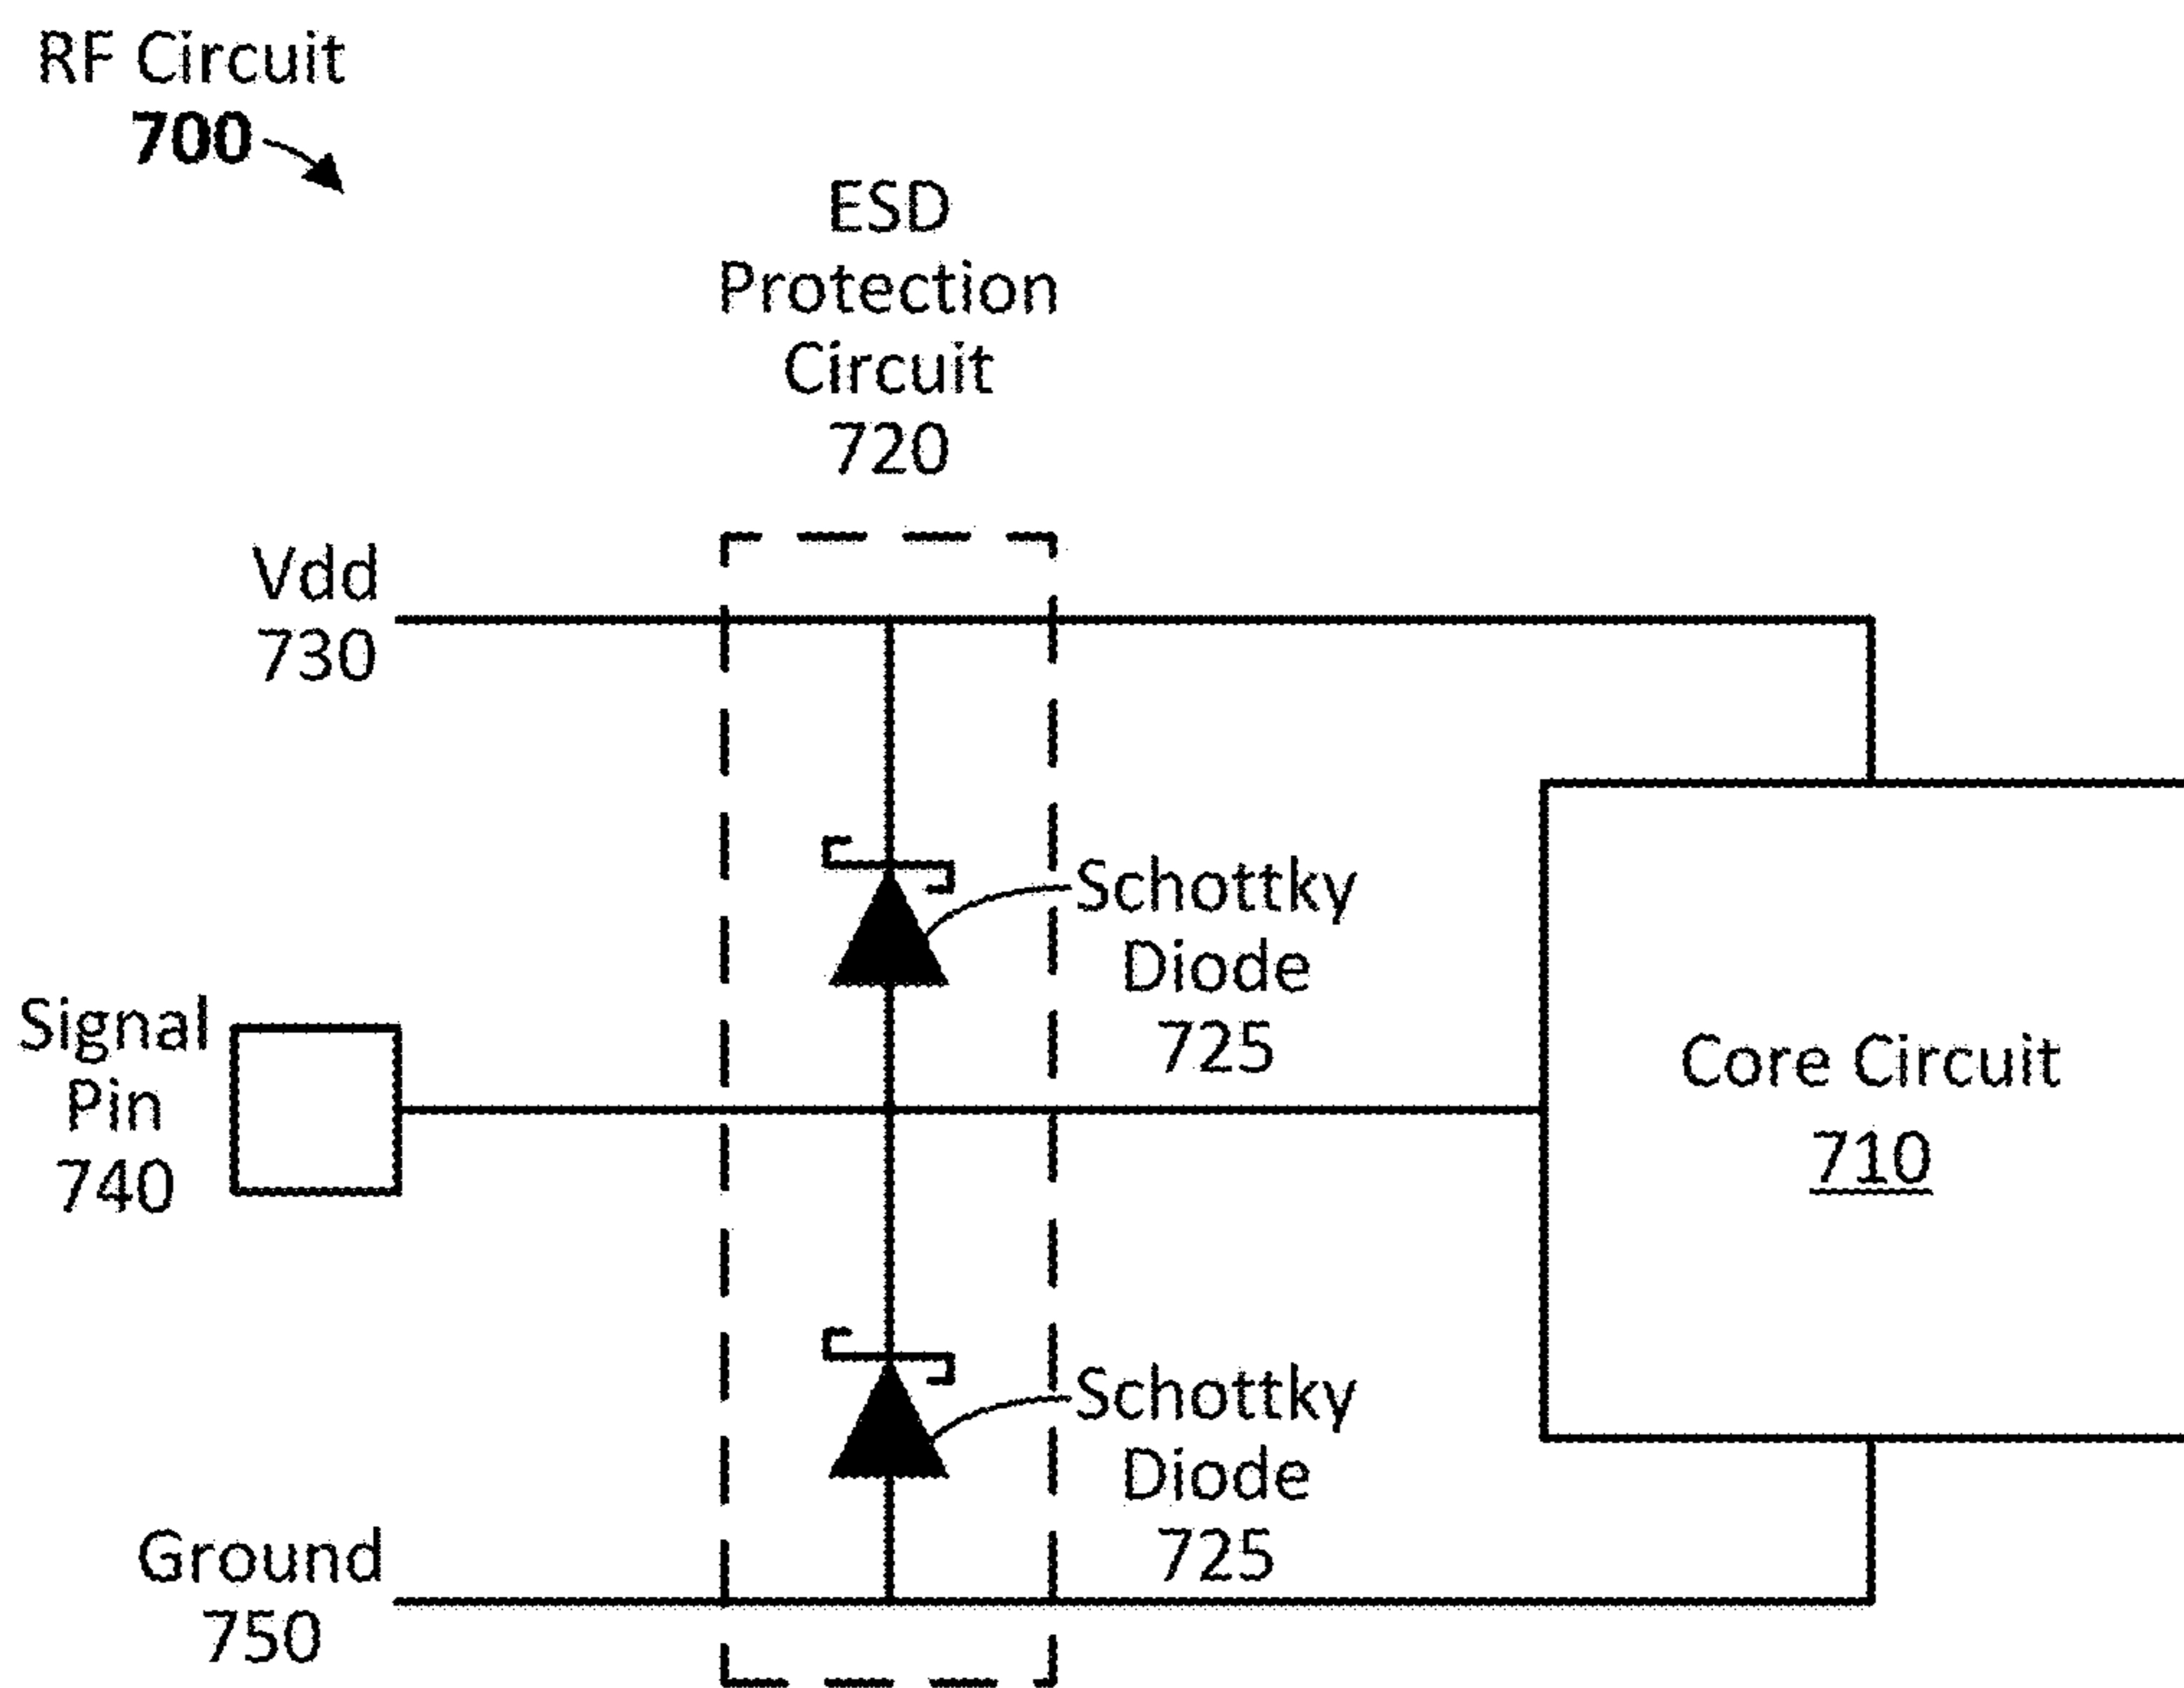 RF Circuit
700
ESD
Protection
Circuit
720
Vdd
730
Schottky
Diode
725
Signal
Pin
740
Core Circuit
710
Schottky
Diode
725
Ground
750